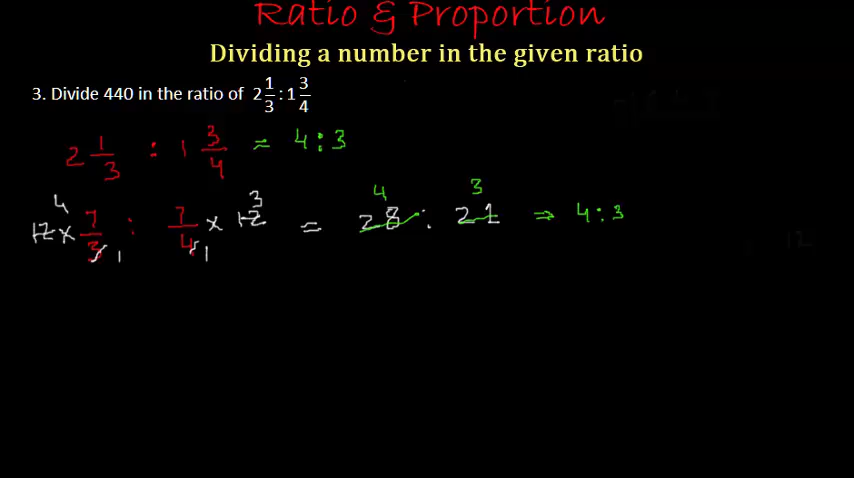 Ratio & Proportion
Dividing a number in the given ratio
3. Divide 440 in the ratio of 2 1/3 : 1 3/4
2 1/3 : 1 3/4 = 4 : 3
4 3 4 3
12 × 7/3 : 7/4 × 12 = 28 : 21 ⇒ 4 : 3
1 1